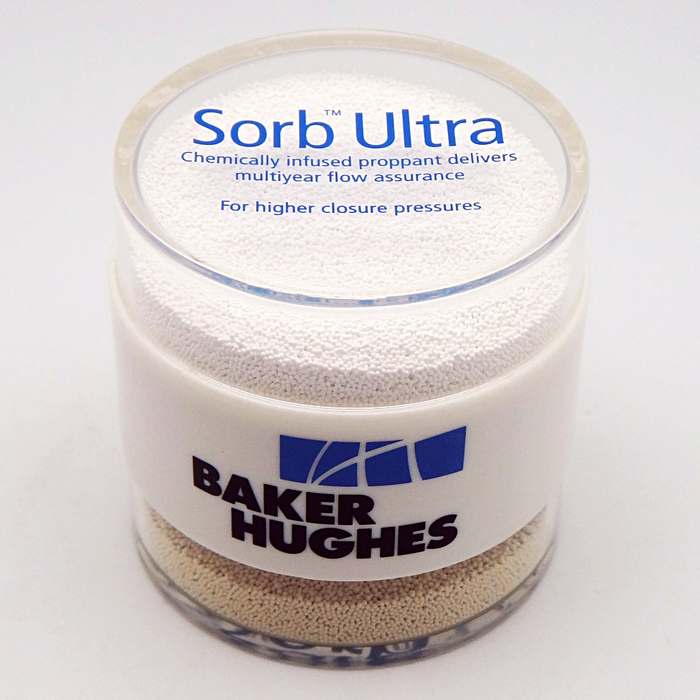 Sorb™ Ultra
Chemically infused proppant delivers
multiyear flow assurance
For higher closure pressures
BAKER
HUGHES